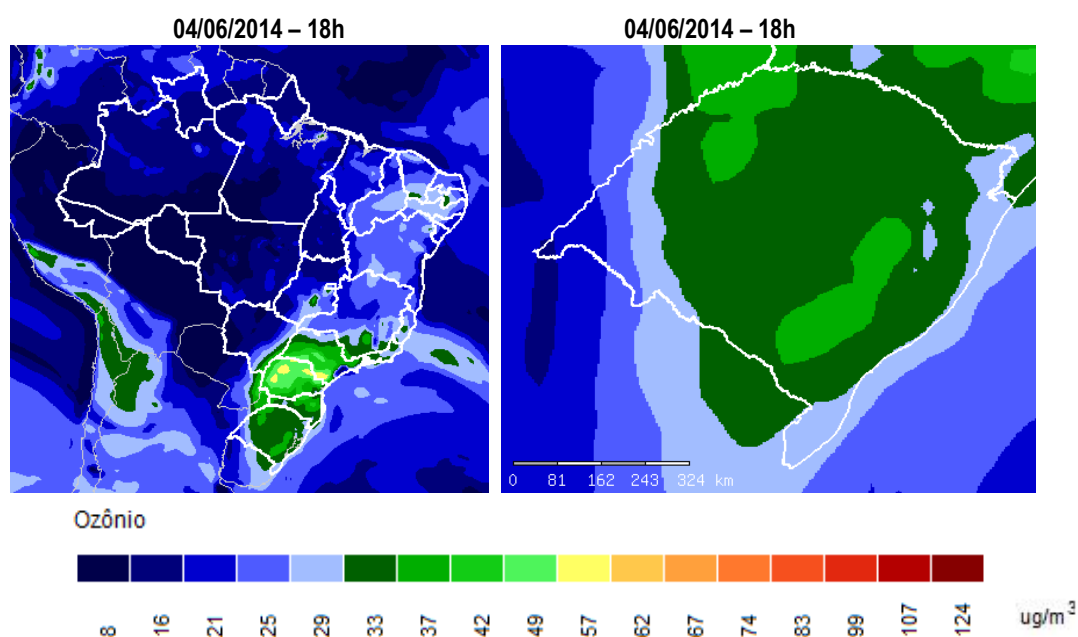 04/06/2014 – 18h 04/06/2014 – 18h
0 81 162 243 324 km
Ozônio
8 16 21 25 29 33 37 42 49 57 62 67 74 83 99 107 124 ug/m³